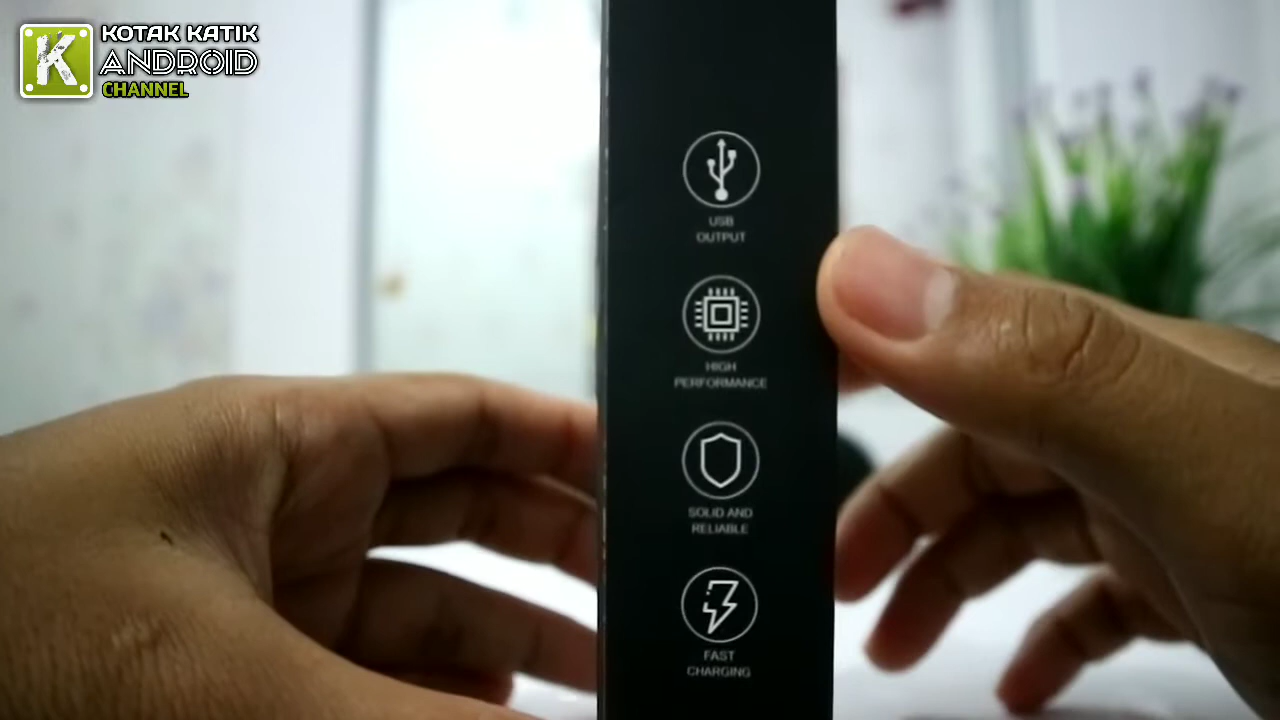 K
KOTAK KATIK
ANDROID
CHANNEL
USB
OUTPUT
HIGH
PERFORMANCE
SOLID AND
RELIABLE
FAST
CHARGING